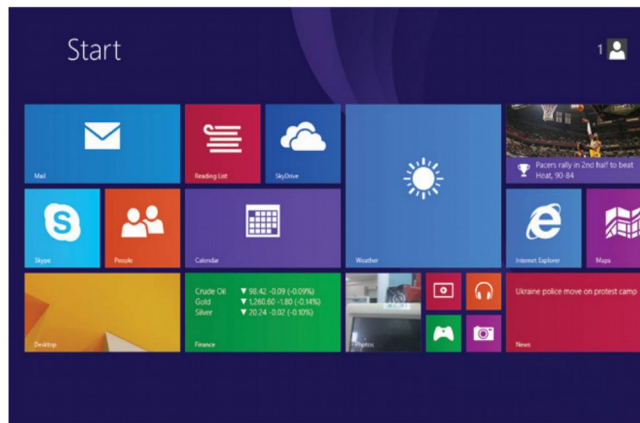 Start
1
Mail
Reading List
SkyDrive
Weather
Pacers rally in 2nd half to beat
Heat, 90-84
Skype
People
Calendar
Internet Explorer
Maps
Desktop
Crude Oil ▼ 98.42 -0.09 (-0.09%)
Gold ▼ 1,260.60 -1.80 (-0.14%)
Silver ▼ 20.24 -0.02 (-0.10%)
Finance
Photos
Ukraine police move on protest camp
News